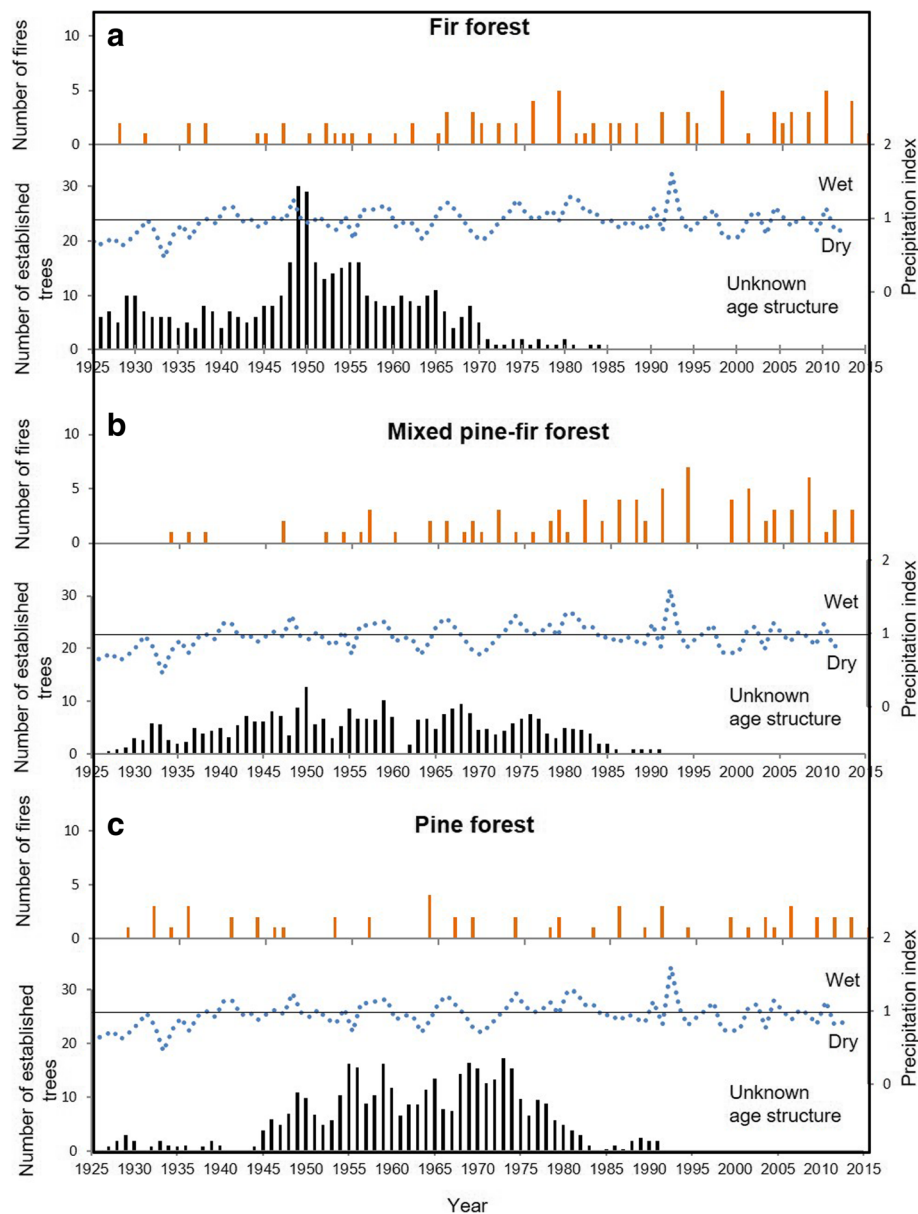 a
Fir forest
Number of fires
10
5
0
2
Wet
30
1
20
Dry
Number of established
trees
Precipitation index
Unknown
age structure
10
0
0
1925 1930 1935 1940 1945 1950 1955 1960 1965 1970 1975 1980 1985 1990 1995 2000 2005 2010 2015
b
Mixed pine-fir forest
Number of fires
10
5
0
2
Wet
30
1
20
Dry
Number of established
trees
Precipitation index
Unknown
age structure
10
0
0
1925 1930 1935 1940 1945 1950 1955 1960 1965 1970 1975 1980 1985 1990 1995 2000 2005 2010 2015
c
Pine forest
Number of fires
10
5
0
2
Wet
30
1
20
Dry
Number of established
trees
Precipitation index
Unknown
age structure
10
0
0
1925 1930 1935 1940 1945 1950 1955 1960 1965 1970 1975 1980 1985 1990 1995 2000 2005 2010 2015
Year